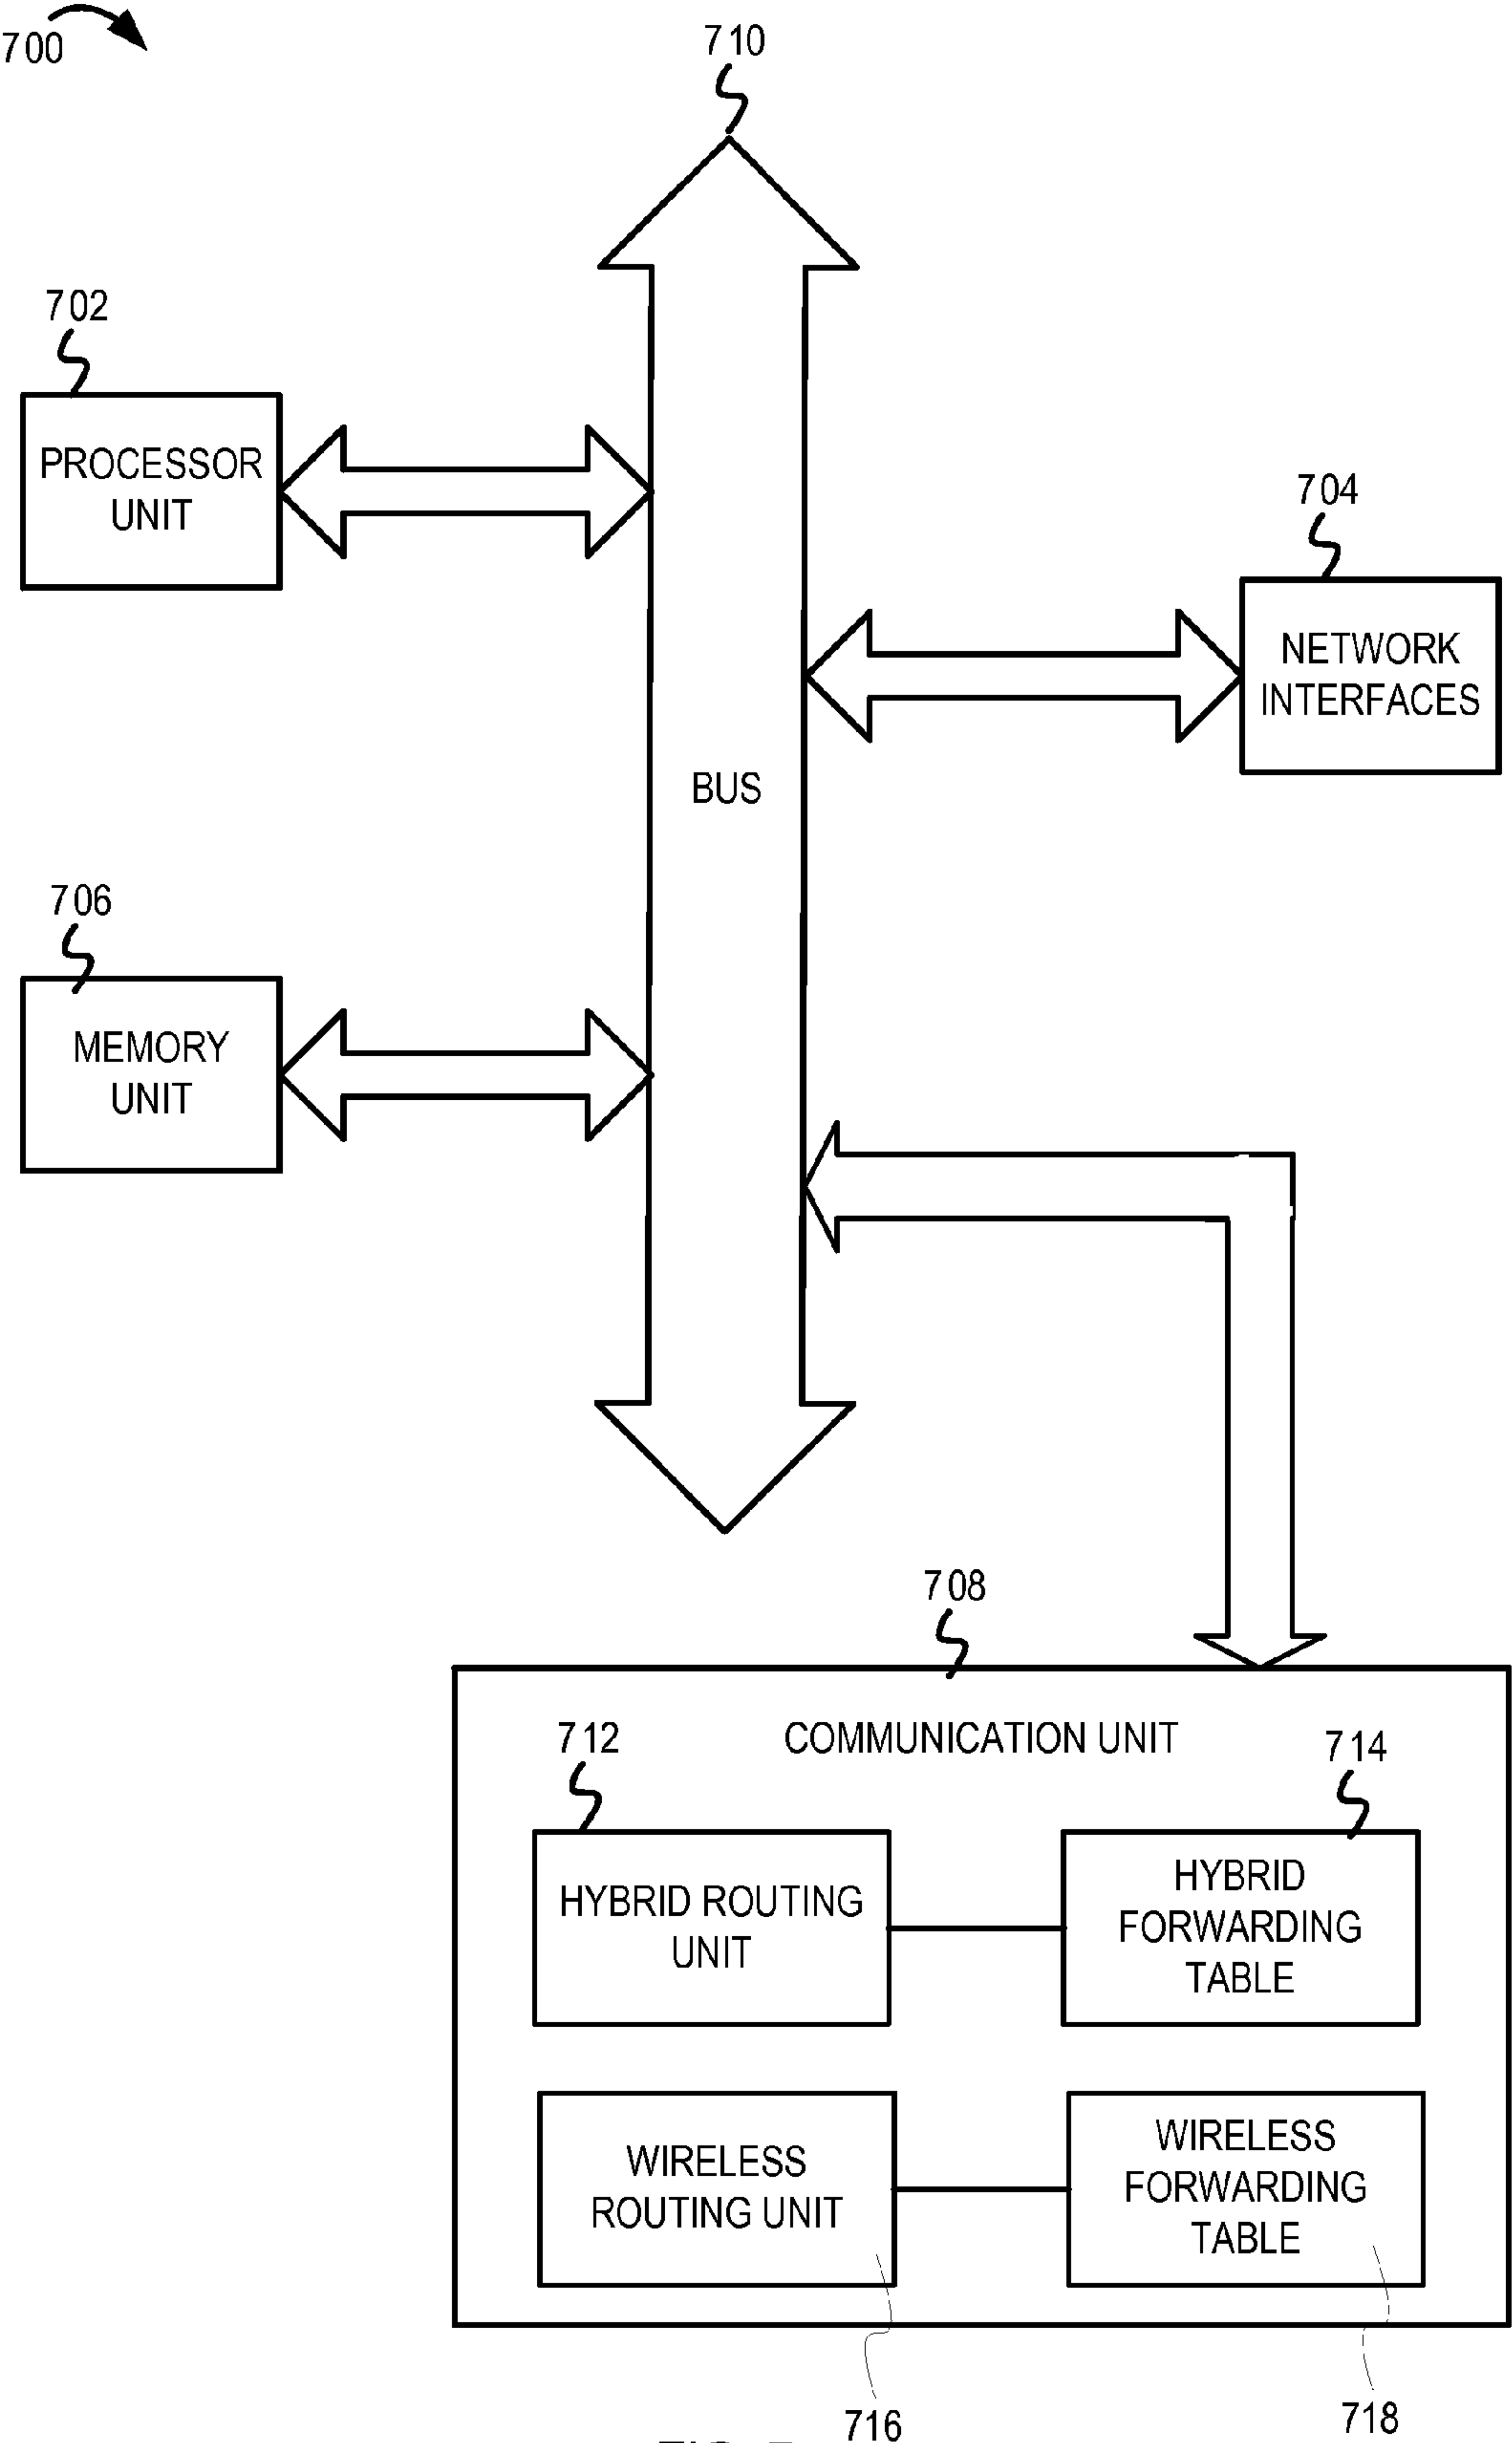 700
710
702
PROCESSOR
UNIT
704
NETWORK
INTERFACES
BUS
706
MEMORY
UNIT
708
COMMUNICATION UNIT
712
714
HYBRID ROUTING
UNIT
HYBRID
FORWARDING
TABLE
WIRELESS
ROUTING UNIT
WIRELESS
FORWARDING
TABLE
716
718